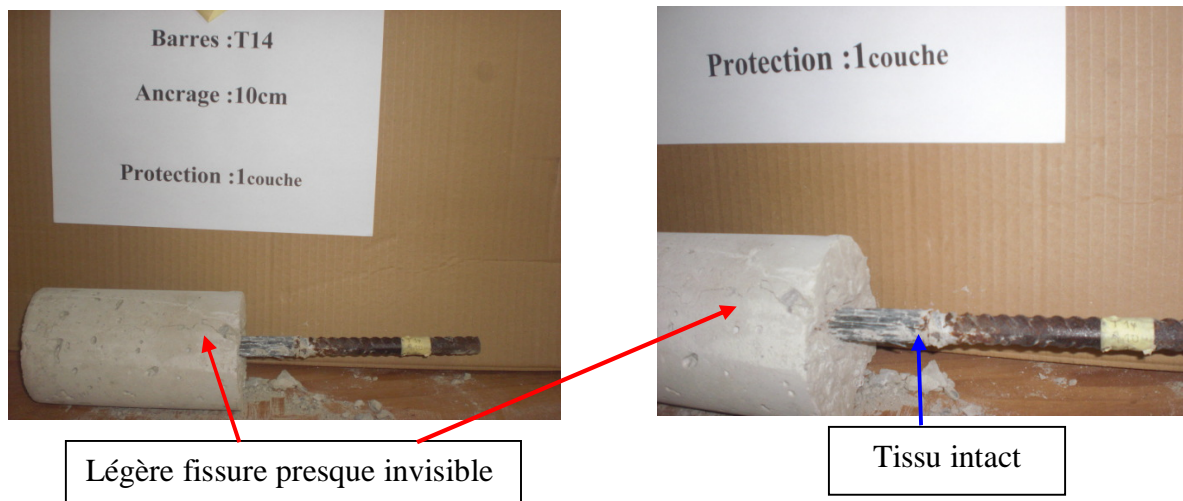 Barres :T14
Ancrage :10cm
Protection :1couche
Protection :1couche
Légère fissure presque invisible
Tissu intact